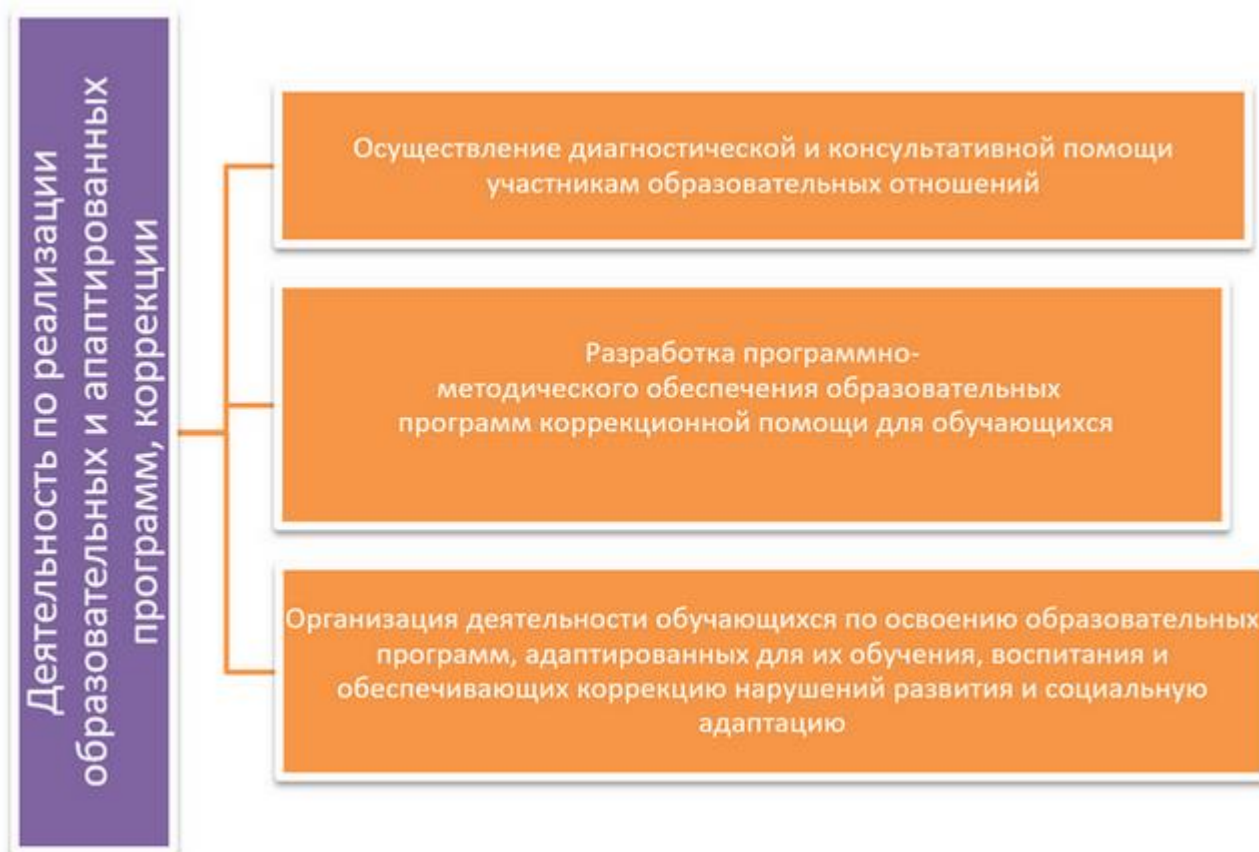 Деятельность по реализации
образовательных и апаптированных
программ, коррекции
Осуществление диагностической и консультативной помощи
участникам образовательных отношений
Разработка программно-
методического обеспечения образовательных
программ коррекционной помощи для обучающихся
Организация деятельности обучающихся по освоению образовательных
программ, адаптированных для их обучения, воспитания и
обеспечивающих коррекцию нарушений развития и социальную
адаптацию